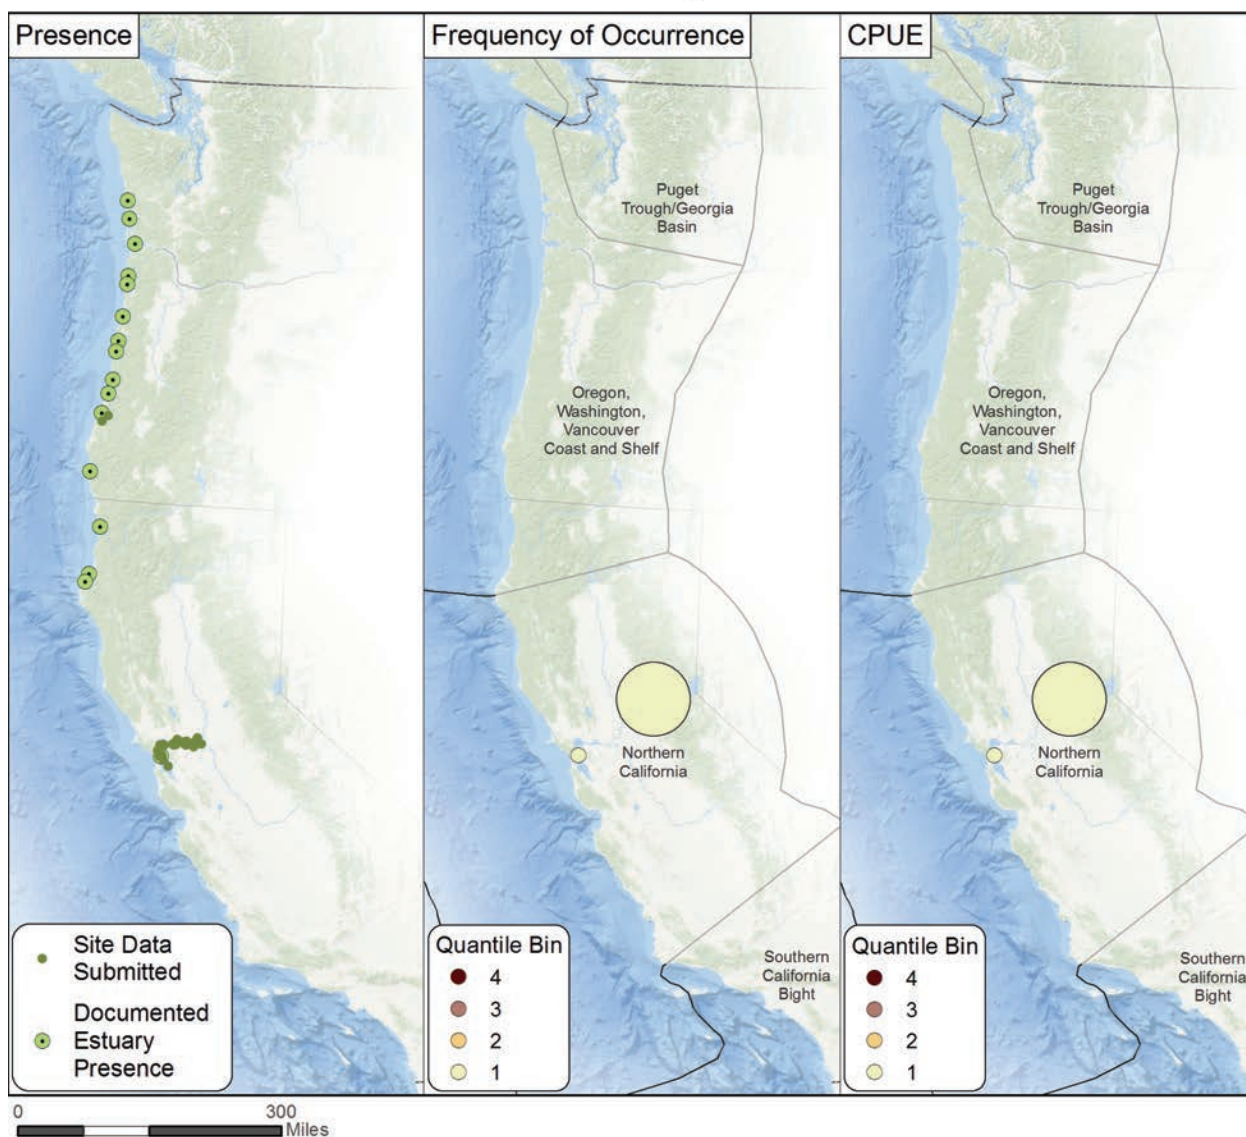 Presence
Frequency of Occurrence
CPUE
Puget
Trough/Georgia
Basin
Puget
Trough/Georgia
Basin
Oregon,
Washington,
Vancouver
Coast and Shelf
Oregon,
Washington,
Vancouver
Coast and Shelf
Northern
California
Northern
California
Southern
California
Bight
Southern
California
Bight
Site Data
Submitted
Documented
Estuary
Presence
Quantile Bin
4
3
2
1
Quantile Bin
4
3
2
1
0 300
Miles